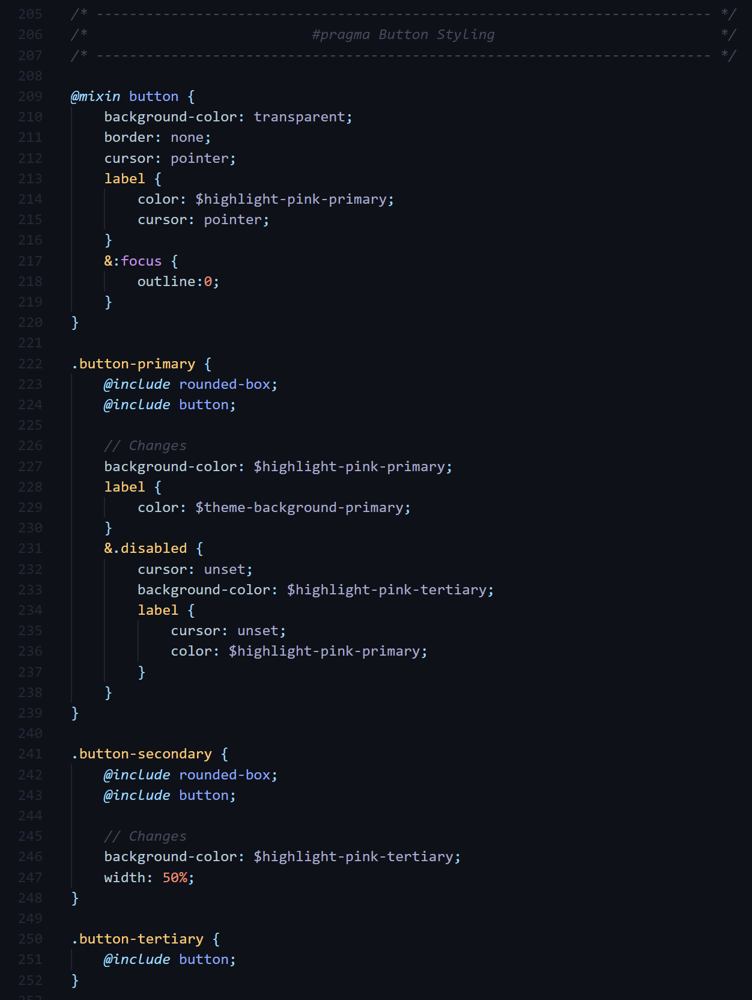 205 /* -------------------------------------------------------------------------- */
206 /*                           #pragma Button Styling                           */
207 /* -------------------------------------------------------------------------- */
208
209 @mixin button {
210     background-color: transparent;
211     border: none;
212     cursor: pointer;
213     label {
214         color: $highlight-pink-primary;
215         cursor: pointer;
216     }
217     &:focus {
218         outline:0;
219     }
220 }
221
222 .button-primary {
223     @include rounded-box;
224     @include button;
225
226     // Changes
227     background-color: $highlight-pink-primary;
228     label {
229         color: $theme-background-primary;
230     }
231     &.disabled {
232         cursor: unset;
233         background-color: $highlight-pink-tertiary;
234         label {
235             cursor: unset;
236             color: $highlight-pink-primary;
237         }
238     }
239 }
240
241 .button-secondary {
242     @include rounded-box;
243     @include button;
244
245     // Changes
246     background-color: $highlight-pink-tertiary;
247     width: 50%;
248 }
249
250 .button-tertiary {
251     @include button;
252 }
253